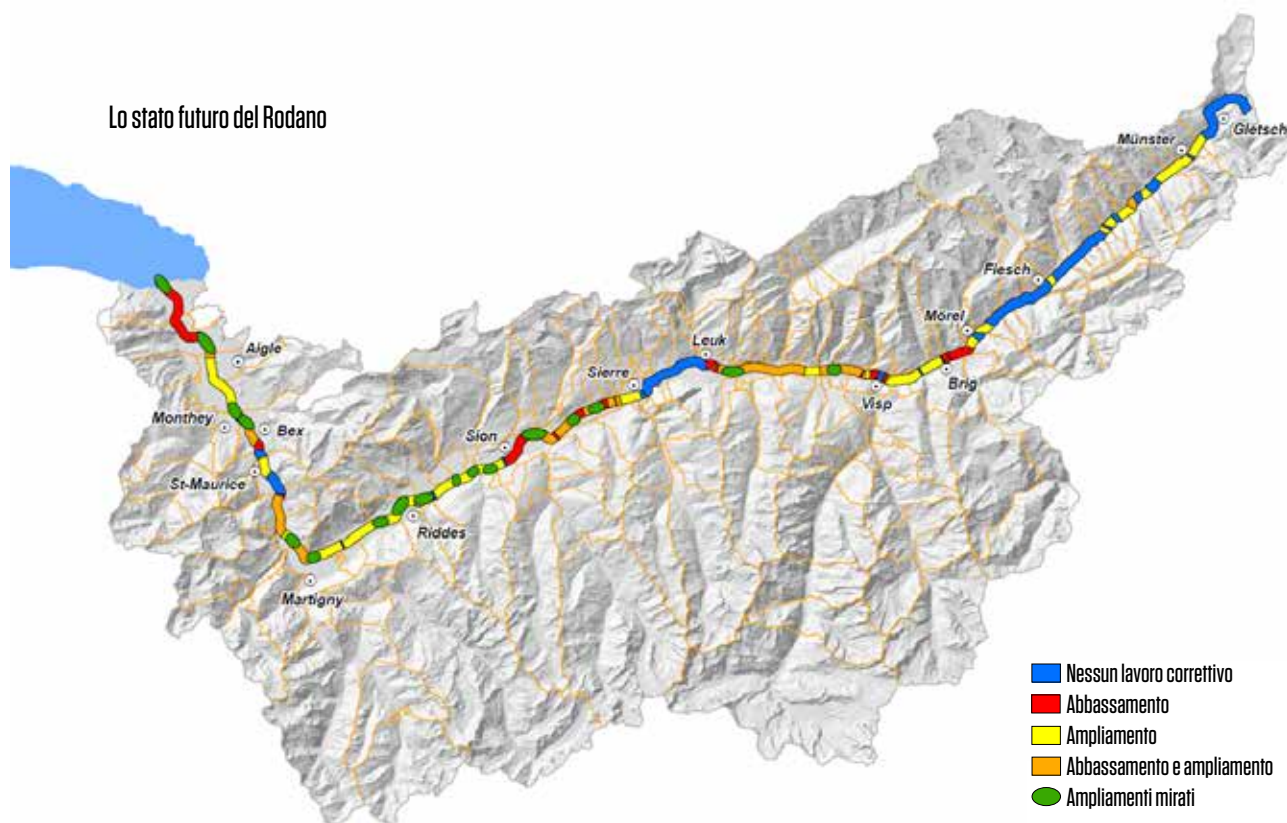 Lo stato futuro del Rodano
Gletsch
Münster
Fiesch
Mörel
Leuk
Aigle
Sierre
Brig
Visp
Monthey
Bex
Sion
St-Maurice
Riddes
Martigny
Nessun lavoro correttivo
Abbassamento
Ampliamento
Abbassamento e ampliamento
Ampliamenti mirati